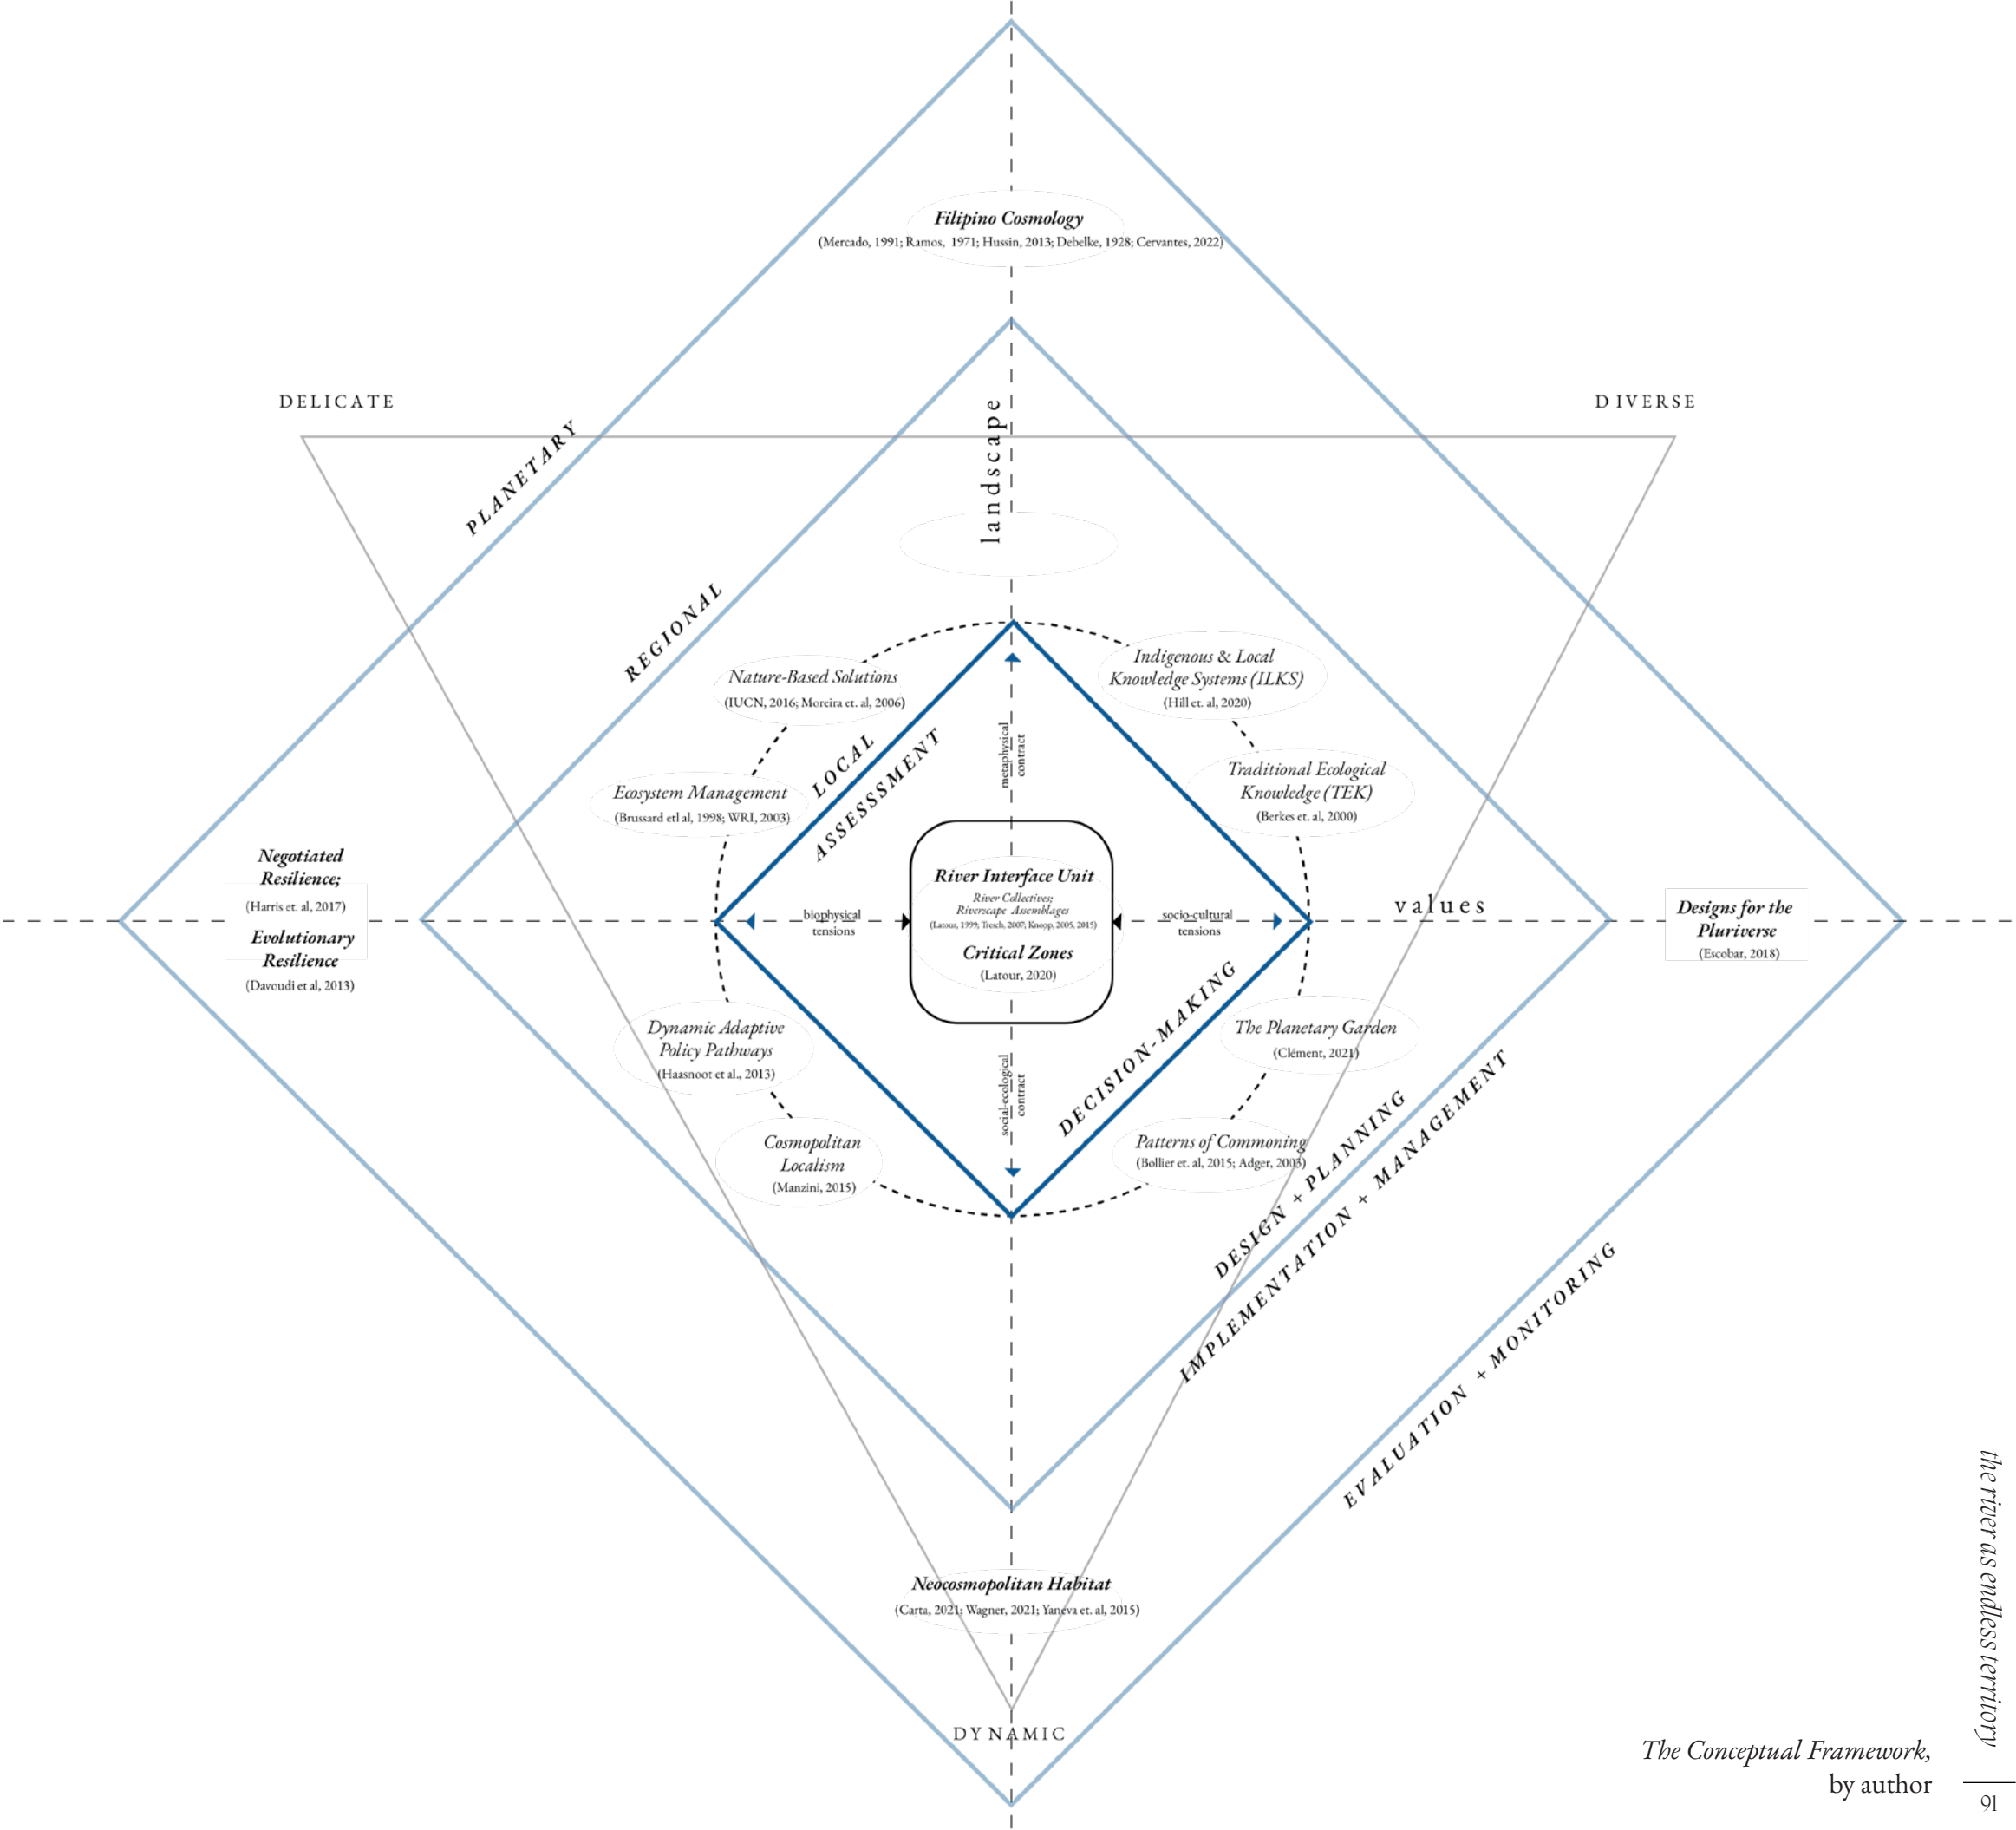 Filipino Cosmology
(Mercado, 1991; Ramos, 1971; Hussin, 2013; Debelke, 1928; Cervantes, 2022)
DELICATE
DIVERSE
PLANETARY
landscape
REGIONAL
Nature-Based Solutions
(IUCN, 2016; Moreira et. al, 2006)
Indigenous & Local
Knowledge Systems (ILKS)
(Hill et. al, 2020)
LOCAL
ASSESSSMENT
metaphysical
contract
Ecosystem Management
(Brussard etl al, 1998; WRI, 2003)
Traditional Ecological
Knowledge (TEK)
(Berkes et. al, 2000)
Negotiated
Resilience;
(Harris et. al, 2017)
Evolutionary
Resilience
(Davoudi et al, 2013)
biophysical
tensions
River Interface Unit
River Collectives;
Riverscape Assemblages
(Latour, 1999; Tresch, 2007; Knopp, 2005, 2015)
Critical Zones
(Latour, 2020)
socio-cultural
tensions
values
Designs for the
Pluriverse
(Escobar, 2018)
Dynamic Adaptive
Policy Pathways
(Haasnoot et al., 2013)
social-ecological
contract
DECISION-MAKING
The Planetary Garden
(Clément, 2021)
Cosmopolitan
Localism
(Manzini, 2015)
Patterns of Commoning
(Bollier et. al, 2015; Adger, 2003)
DESIGN + PLANNING
IMPLEMENTATION + MANAGEMENT
EVALUATION + MONITORING
Neocosmopolitan Habitat
(Carta, 2021; Wagner, 2021; Yaneva et. al, 2015)
DYNAMIC
the river as endless territory
The Conceptual Framework,
by author
91